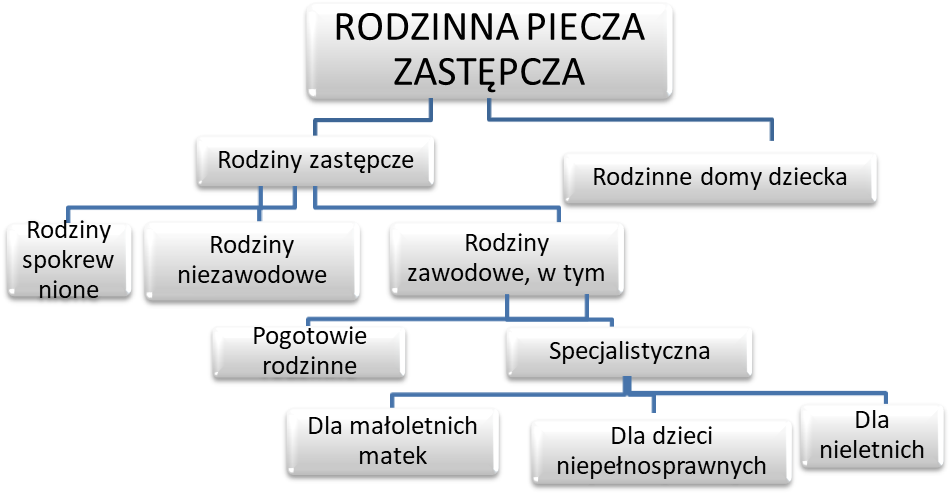 RODZINNA PIECZA
ZASTĘPCZA
Rodziny zastępcze
Rodzinne domy dziecka
Rodziny
spokrew
nione
Rodziny
niezawodowe
Rodziny
zawodowe, w tym
Pogotowie
rodzinne
Specjalistyczna
Dla małoletnich
matek
Dla dzieci
niepełnosprawnych
Dla
nieletnich